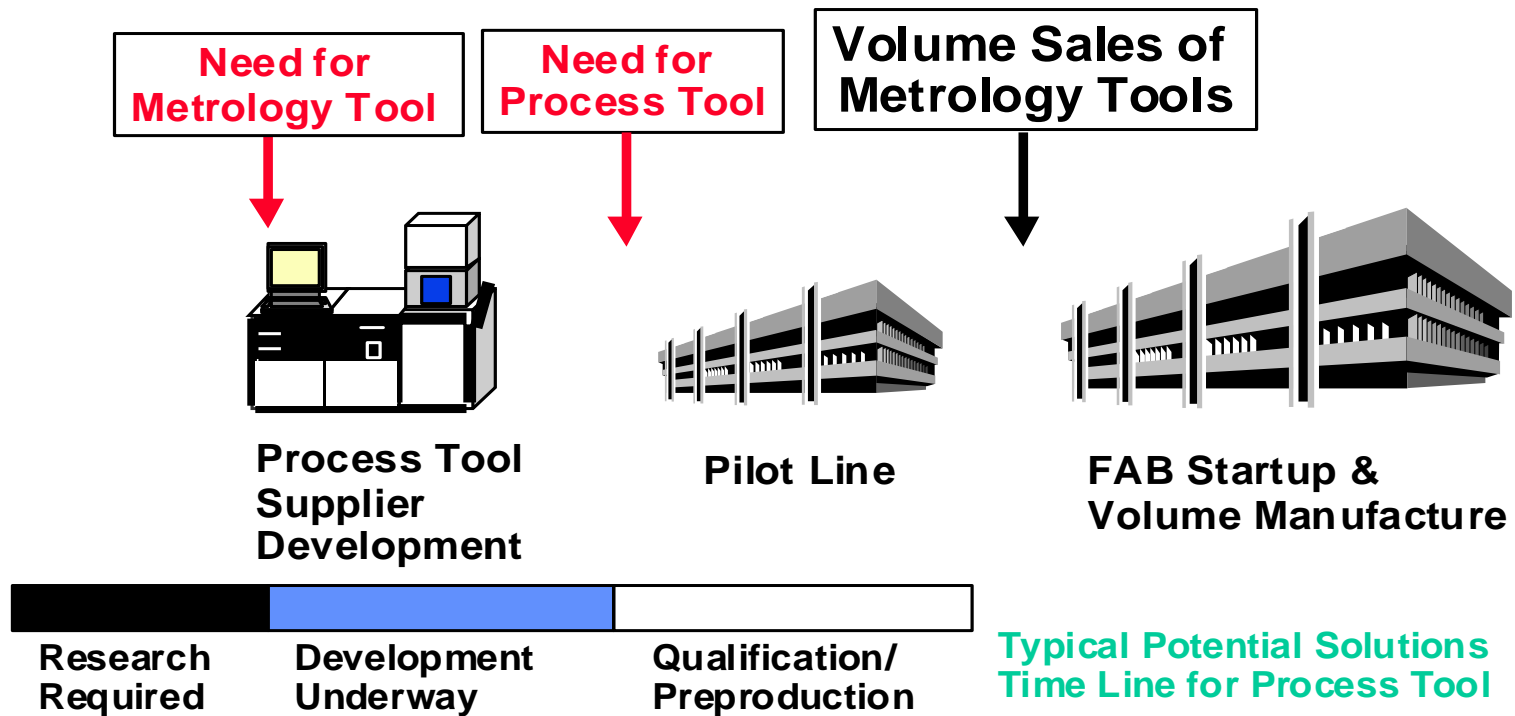 Need for
Metrology Tool
Need for
Process Tool
Volume Sales of
Metrology Tools
Process Tool
Supplier
Development
Pilot Line
FAB Startup &
Volume Manufacture
Research
Required
Development
Underway
Qualification/
Preproduction
Typical Potential Solutions
Time Line for Process Tool